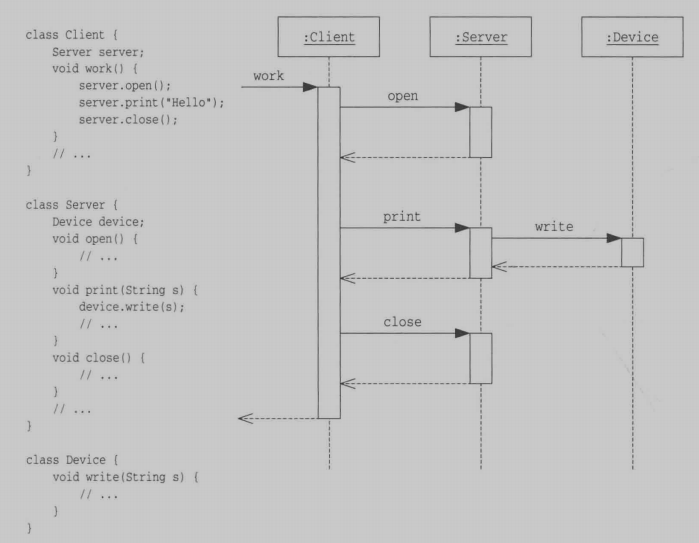 class Client {
    Server server;
    void work() {
        server.open();
        server.print("Hello");
        server.close();
    }
    // ...
}
class Server {
    Device device;
    void open() {
        // ...
    }
    void print(String s) {
        device.write(s);
        // ...
    }
    void close() {
        // ...
    }
    // ...
}
class Device {
    void write(String s) {
        // ...
    }
}
:Client
:Server
:Device
work
open
print
write
close